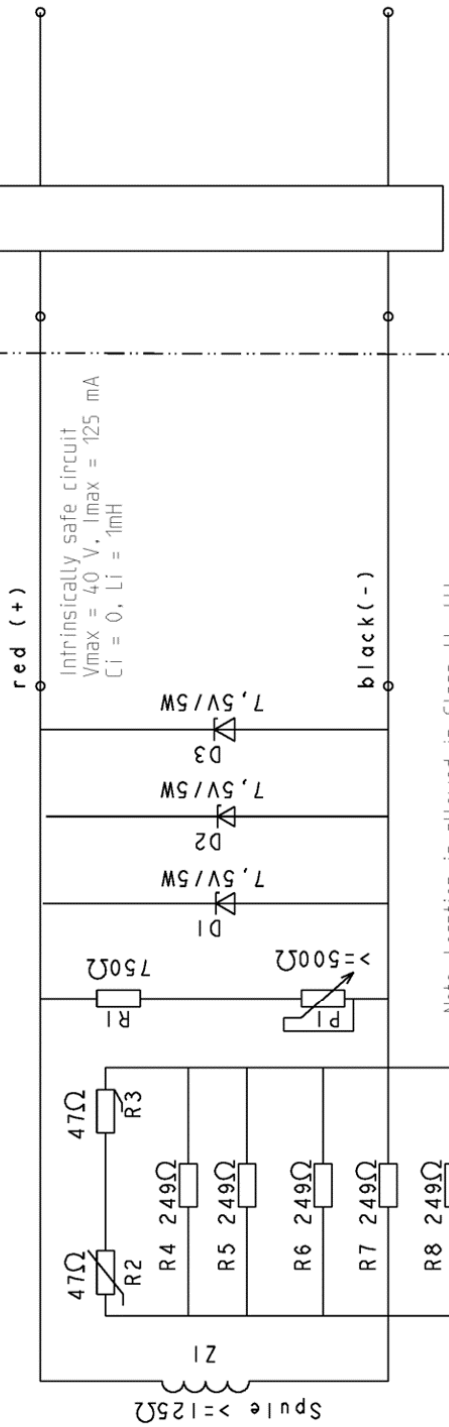 red (+)
Intrinsically safe circuit
Vmax = 40 V, Imax = 125 mA
Ci = 0, Li = 1mH
black(-)
7,5V/5W
D3
7,5V/5W
D2
7,5V/5W
D1
750Ω
R1
>=500Ω
P1
47Ω
R3
47Ω
R2
R4 249Ω
R5 249Ω
R6 249Ω
R7 249Ω
R8 249Ω
Z1
Spule >=125Ω